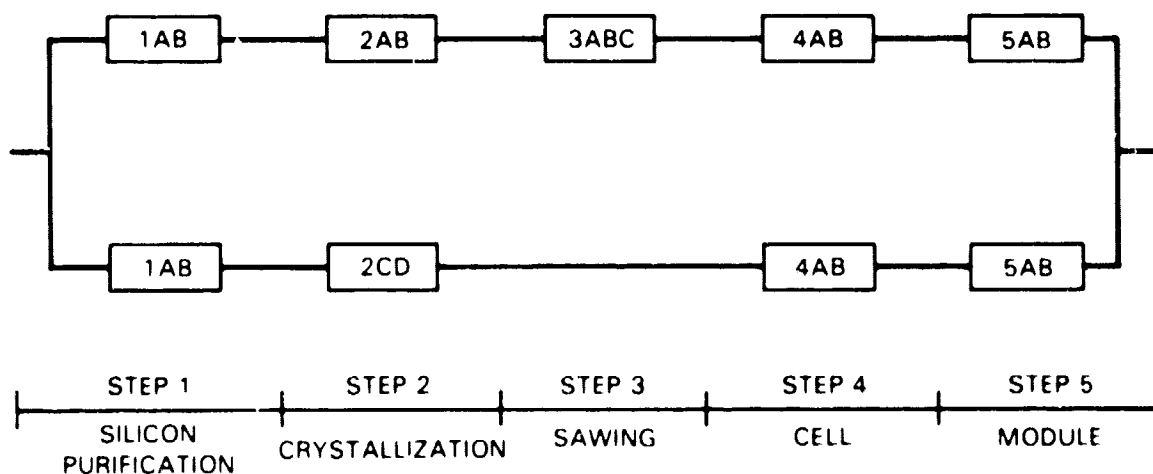 1AB 2AB 3ABC 4AB 5AB
1AB 2CD 4AB 5AB
STEP 1 STEP 2 STEP 3 STEP 4 STEP 5
SILICON PURIFICATION CRYSTALLIZATION SAWING CELL MODULE